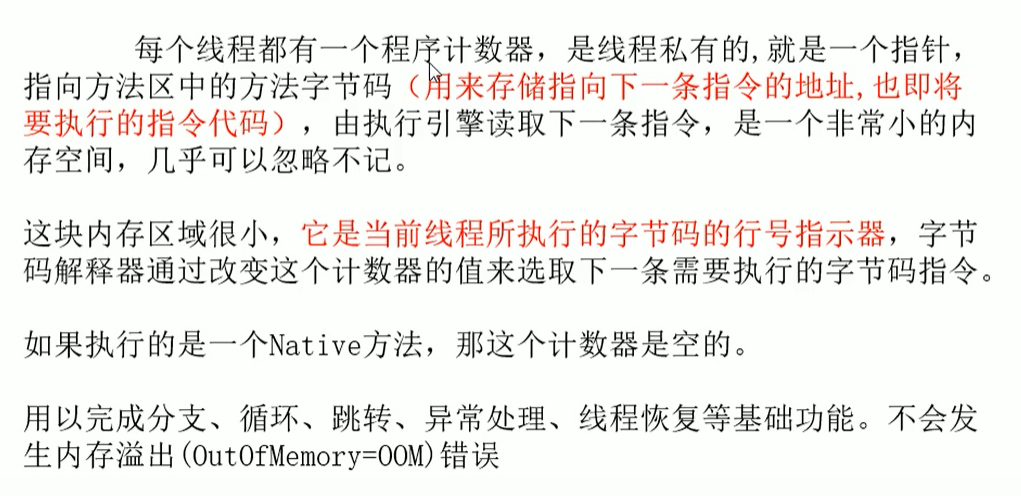 每个线程都有一个程序计数器，是线程私有的,就是一个指针，
指向方法区中的方法字节码（用来存储指向下一条指令的地址,也即将
要执行的指令代码），由执行引擎读取下一条指令，是一个非常小的内
存空间，几乎可以忽略不记。
这块内存区域很小，它是当前线程所执行的字节码的行号指示器，字节
码解释器通过改变这个计数器的值来选取下一条需要执行的字节码指令。
如果执行的是一个Native方法，那这个计数器是空的。
用以完成分支、循环、跳转、异常处理、线程恢复等基础功能。不会发
生内存溢出(OutOfMemory=OOM)错误